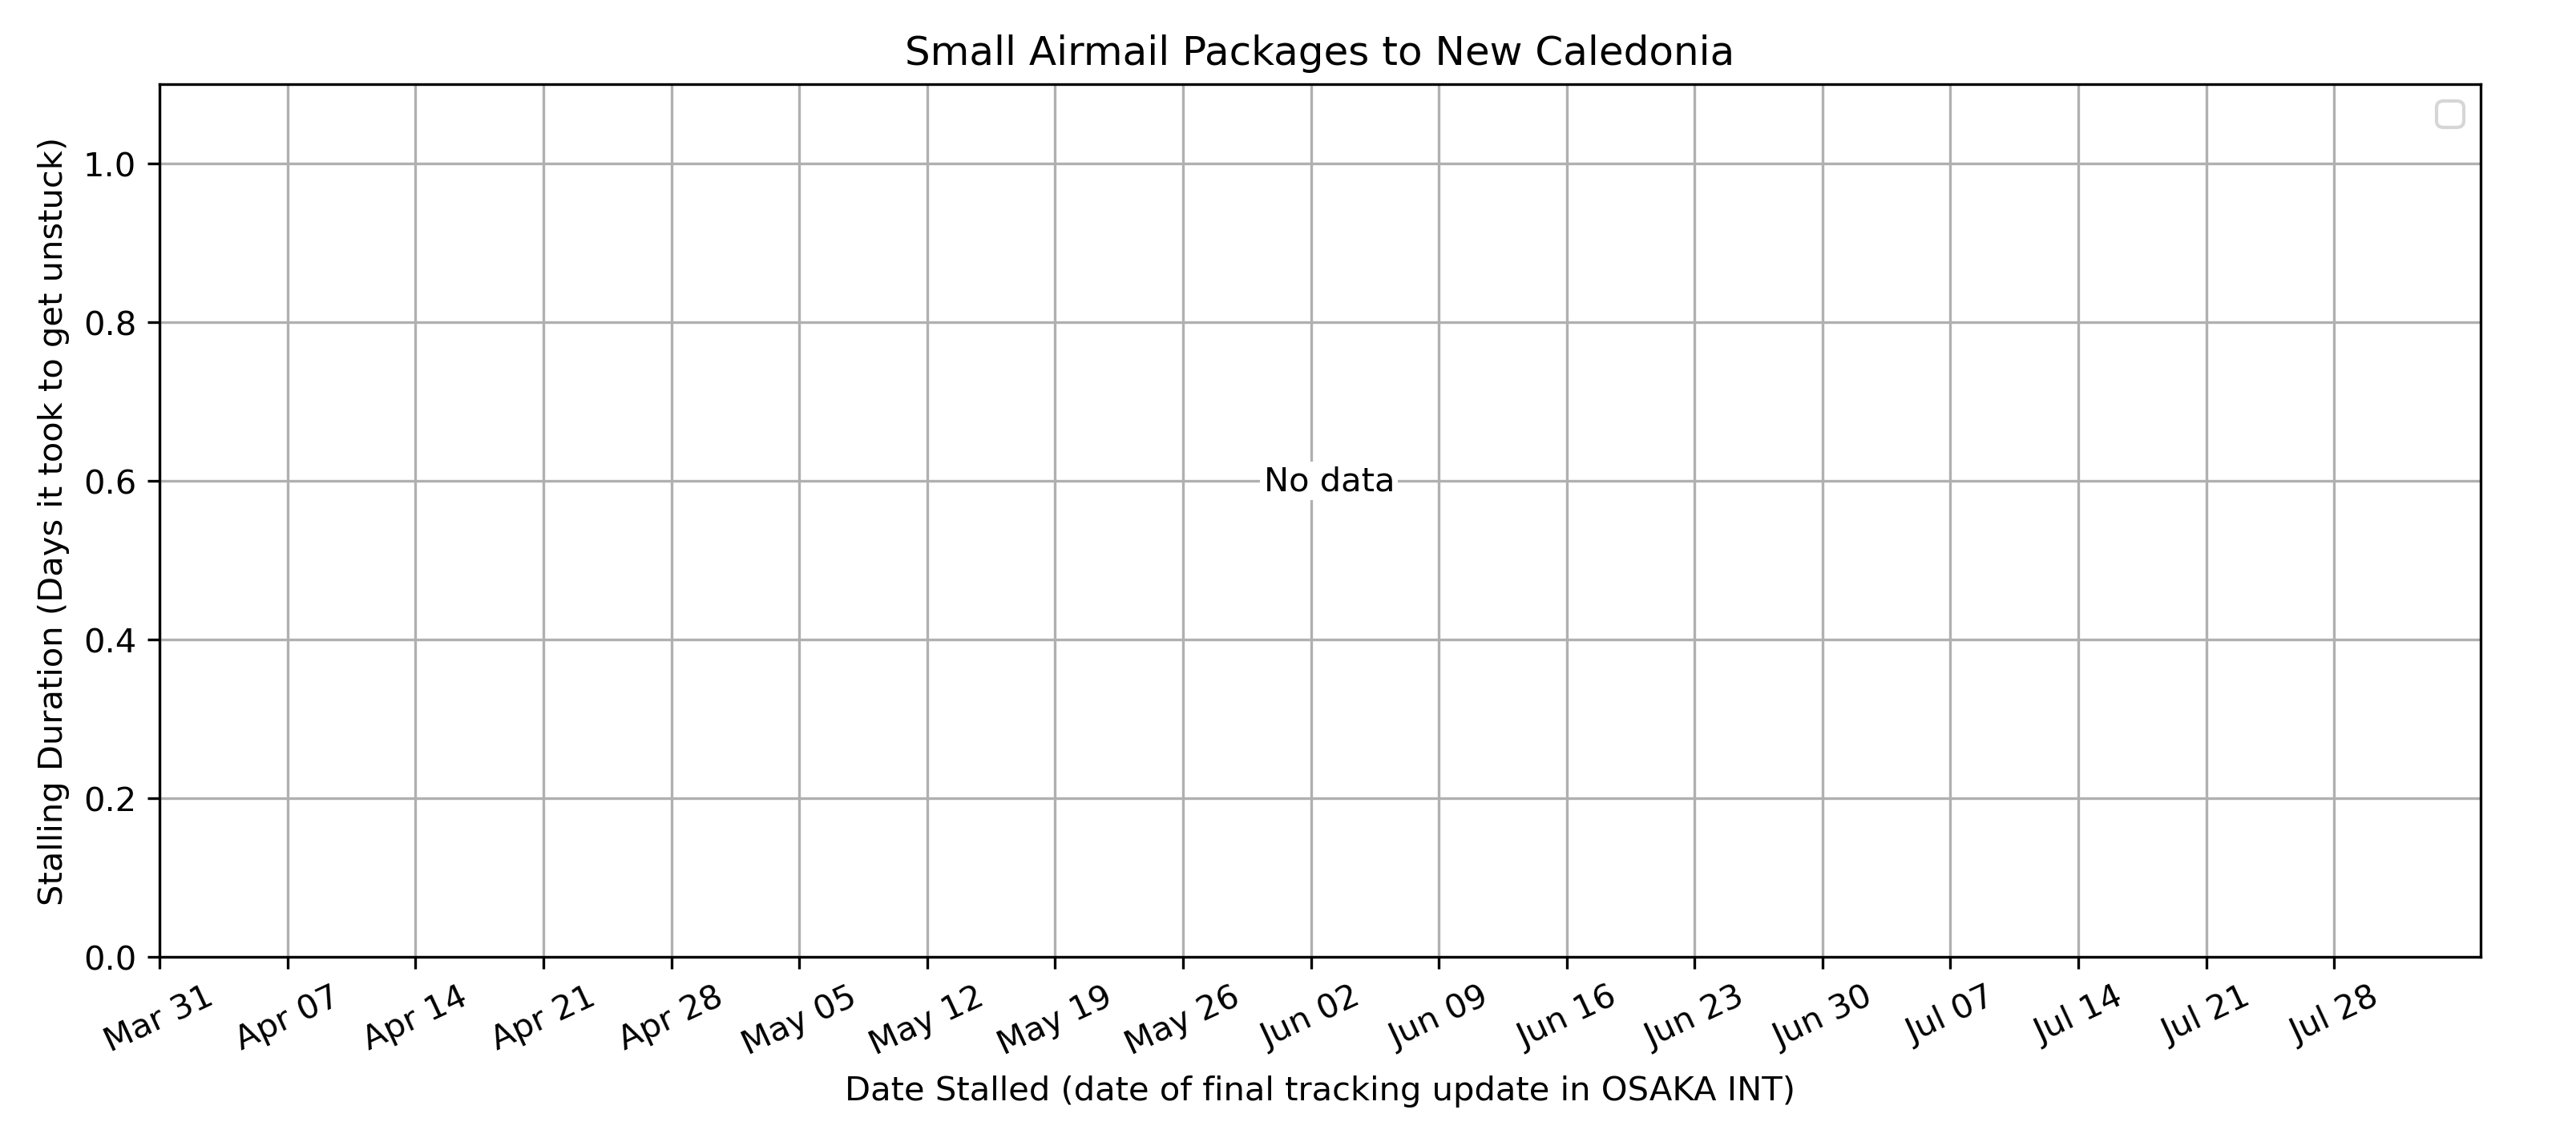 Small Airmail Packages to New Caledonia
Stalling Duration (Days it took to get unstuck)
1.0
0.8
0.6
0.4
0.2
0.0
No data
Mar 31
Apr 07
Apr 14
Apr 21
Apr 28
May 05
May 12
May 19
May 26
Jun 02
Jun 09
Jun 16
Jun 23
Jun 30
Jul 07
Jul 14
Jul 21
Jul 28
Date Stalled (date of final tracking update in OSAKA INT)